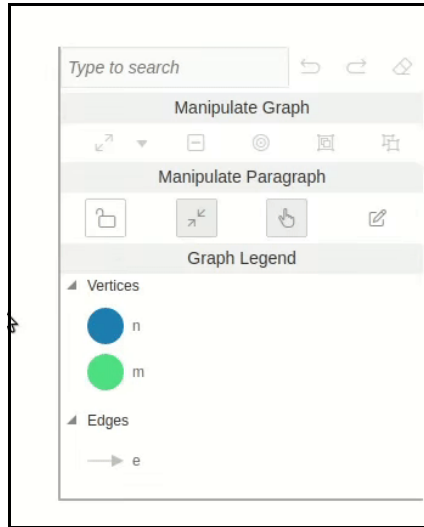 Type to search
Manipulate Graph
Manipulate Paragraph
Graph Legend
Vertices
n
m
Edges
e